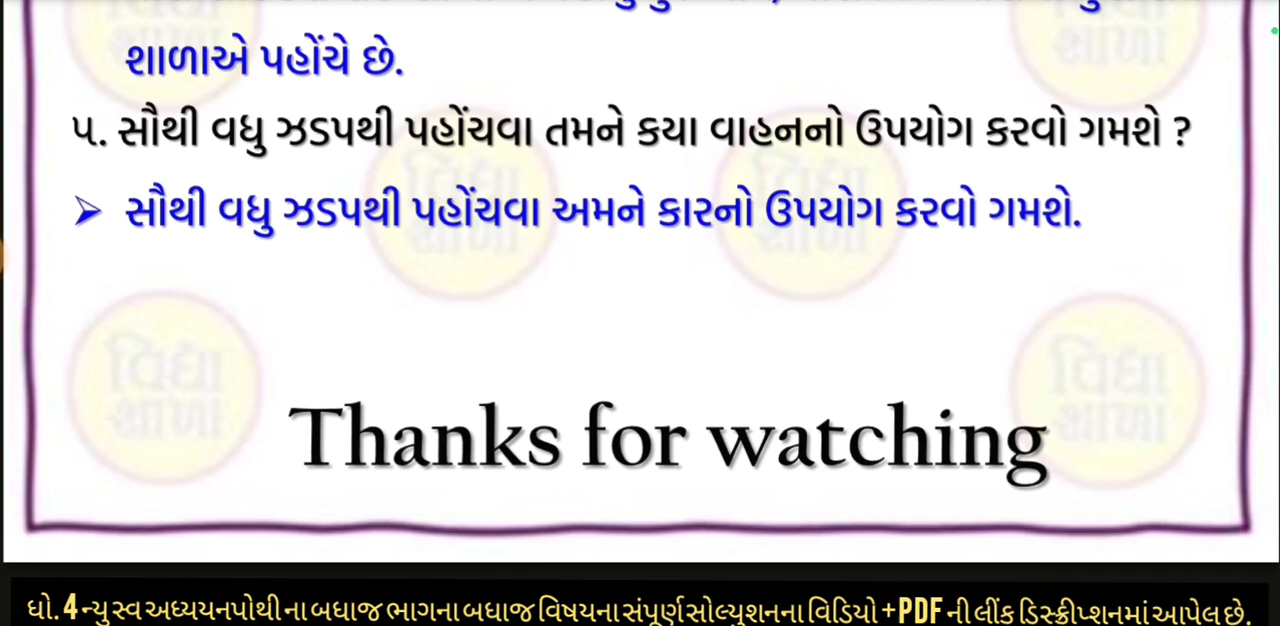 શાળાએ પહોંચે છે.
૫. સૌથી વધુ ઝડપથી પહોંચવા તમને કયા વાહનનો ઉપયોગ કરવો ગમશે ?
➢ સૌથી વધુ ઝડપથી પહોંચવા અમને કારનો ઉપયોગ કરવો ગમશે.
વિદ્યા
શાળા
વિદ્યા
શાળા
Thanks for watching
ધો. 4 ન્યુ સ્વ અધ્યયનપોથી ના બધાજ ભાગના બધાજ વિષયના સંપૂર્ણ સોલ્યુશનના વિડિયો + PDF ની લીંક ડિસ્ક્રીપ્શનમાં આપેલ છે.